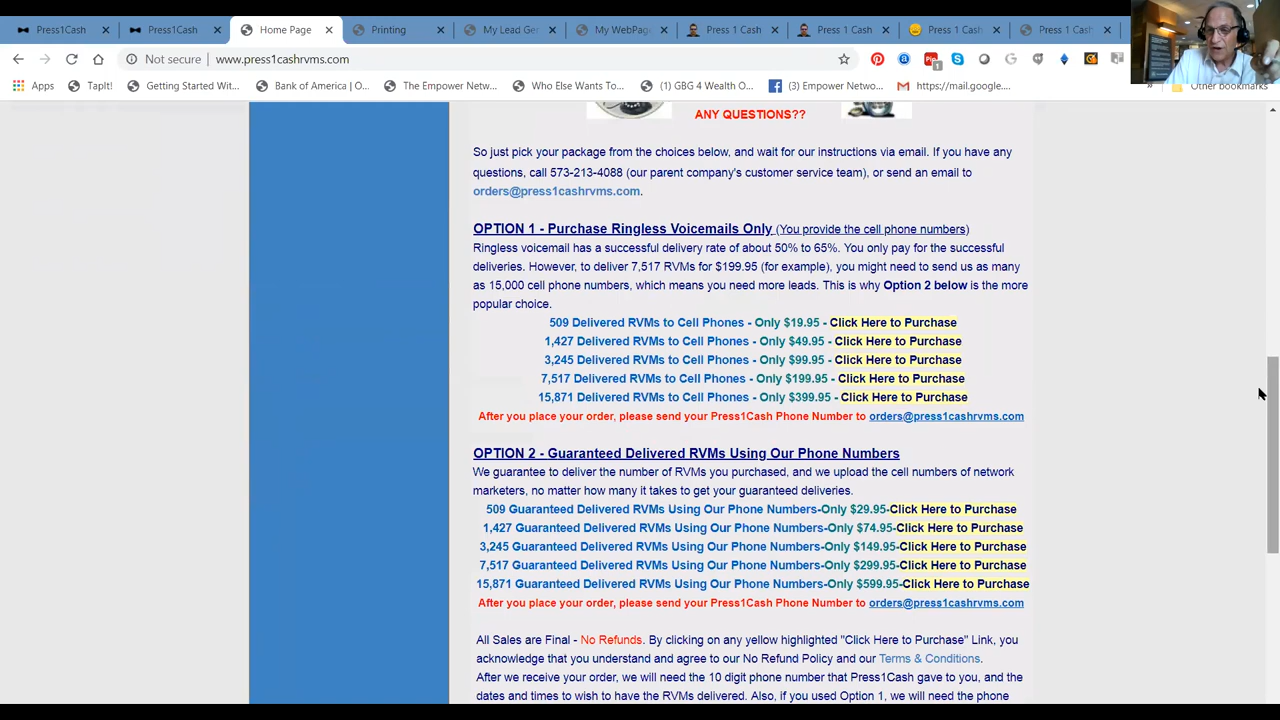 Press1Cash
Press1Cash
Home Page
Printing
My Lead Ger
My WebPage
Press 1 Cash
Press 1 Cash
Press 1 Cash
Press 1 Cash
Not secure
www.press1cashrvms.com
Apps
TapIt!
Getting Started Wit...
Bank of America | O...
The Empower Netw...
Who Else Wants To...
(1) GBG 4 Wealth O...
(3) Empower Netwo...
https://mail.google....
Other bookmarks
ANY QUESTIONS??
So just pick your package from the choices below, and wait for our instructions via email. If you have any
questions, call 573-213-4088 (our parent company's customer service team), or send an email to
orders@press1cashrvms.com.
OPTION 1 - Purchase Ringless Voicemails Only (You provide the cell phone numbers)
Ringless voicemail has a successful delivery rate of about 50% to 65%. You only pay for the successful
deliveries. However, to deliver 7,517 RVMs for $199.95 (for example), you might need to send us as many
as 15,000 cell phone numbers, which means you need more leads. This is why Option 2 below is the more
popular choice.
509 Delivered RVMs to Cell Phones - Only $19.95 - Click Here to Purchase
1,427 Delivered RVMs to Cell Phones - Only $49.95 - Click Here to Purchase
3,245 Delivered RVMs to Cell Phones - Only $99.95 - Click Here to Purchase
7,517 Delivered RVMs to Cell Phones - Only $199.95 - Click Here to Purchase
15,871 Delivered RVMs to Cell Phones - Only $399.95 - Click Here to Purchase
After you place your order, please send your Press1Cash Phone Number to orders@press1cashrvms.com
OPTION 2 - Guaranteed Delivered RVMs Using Our Phone Numbers
We guarantee to deliver the number of RVMs you purchased, and we upload the cell numbers of network
marketers, no matter how many it takes to get your guaranteed deliveries.
509 Guaranteed Delivered RVMs Using Our Phone Numbers-Only $29.95-Click Here to Purchase
1,427 Guaranteed Delivered RVMs Using Our Phone Numbers-Only $74.95-Click Here to Purchase
3,245 Guaranteed Delivered RVMs Using Our Phone Numbers-Only $149.95-Click Here to Purchase
7,517 Guaranteed Delivered RVMs Using Our Phone Numbers-Only $299.95-Click Here to Purchase
15,871 Guaranteed Delivered RVMs Using Our Phone Numbers-Only $599.95-Click Here to Purchase
After you place your order, please send your Press1Cash Phone Number to orders@press1cashrvms.com
All Sales are Final - No Refunds. By clicking on any yellow highlighted "Click Here to Purchase" Link, you
acknowledge that you understand and agree to our No Refund Policy and our Terms & Conditions.
After we receive your order, we will need the 10 digit phone number that Press1Cash gave to you, and the
dates and times to wish to have the RVMs delivered. Also, if you used Option 1, we will need the phone